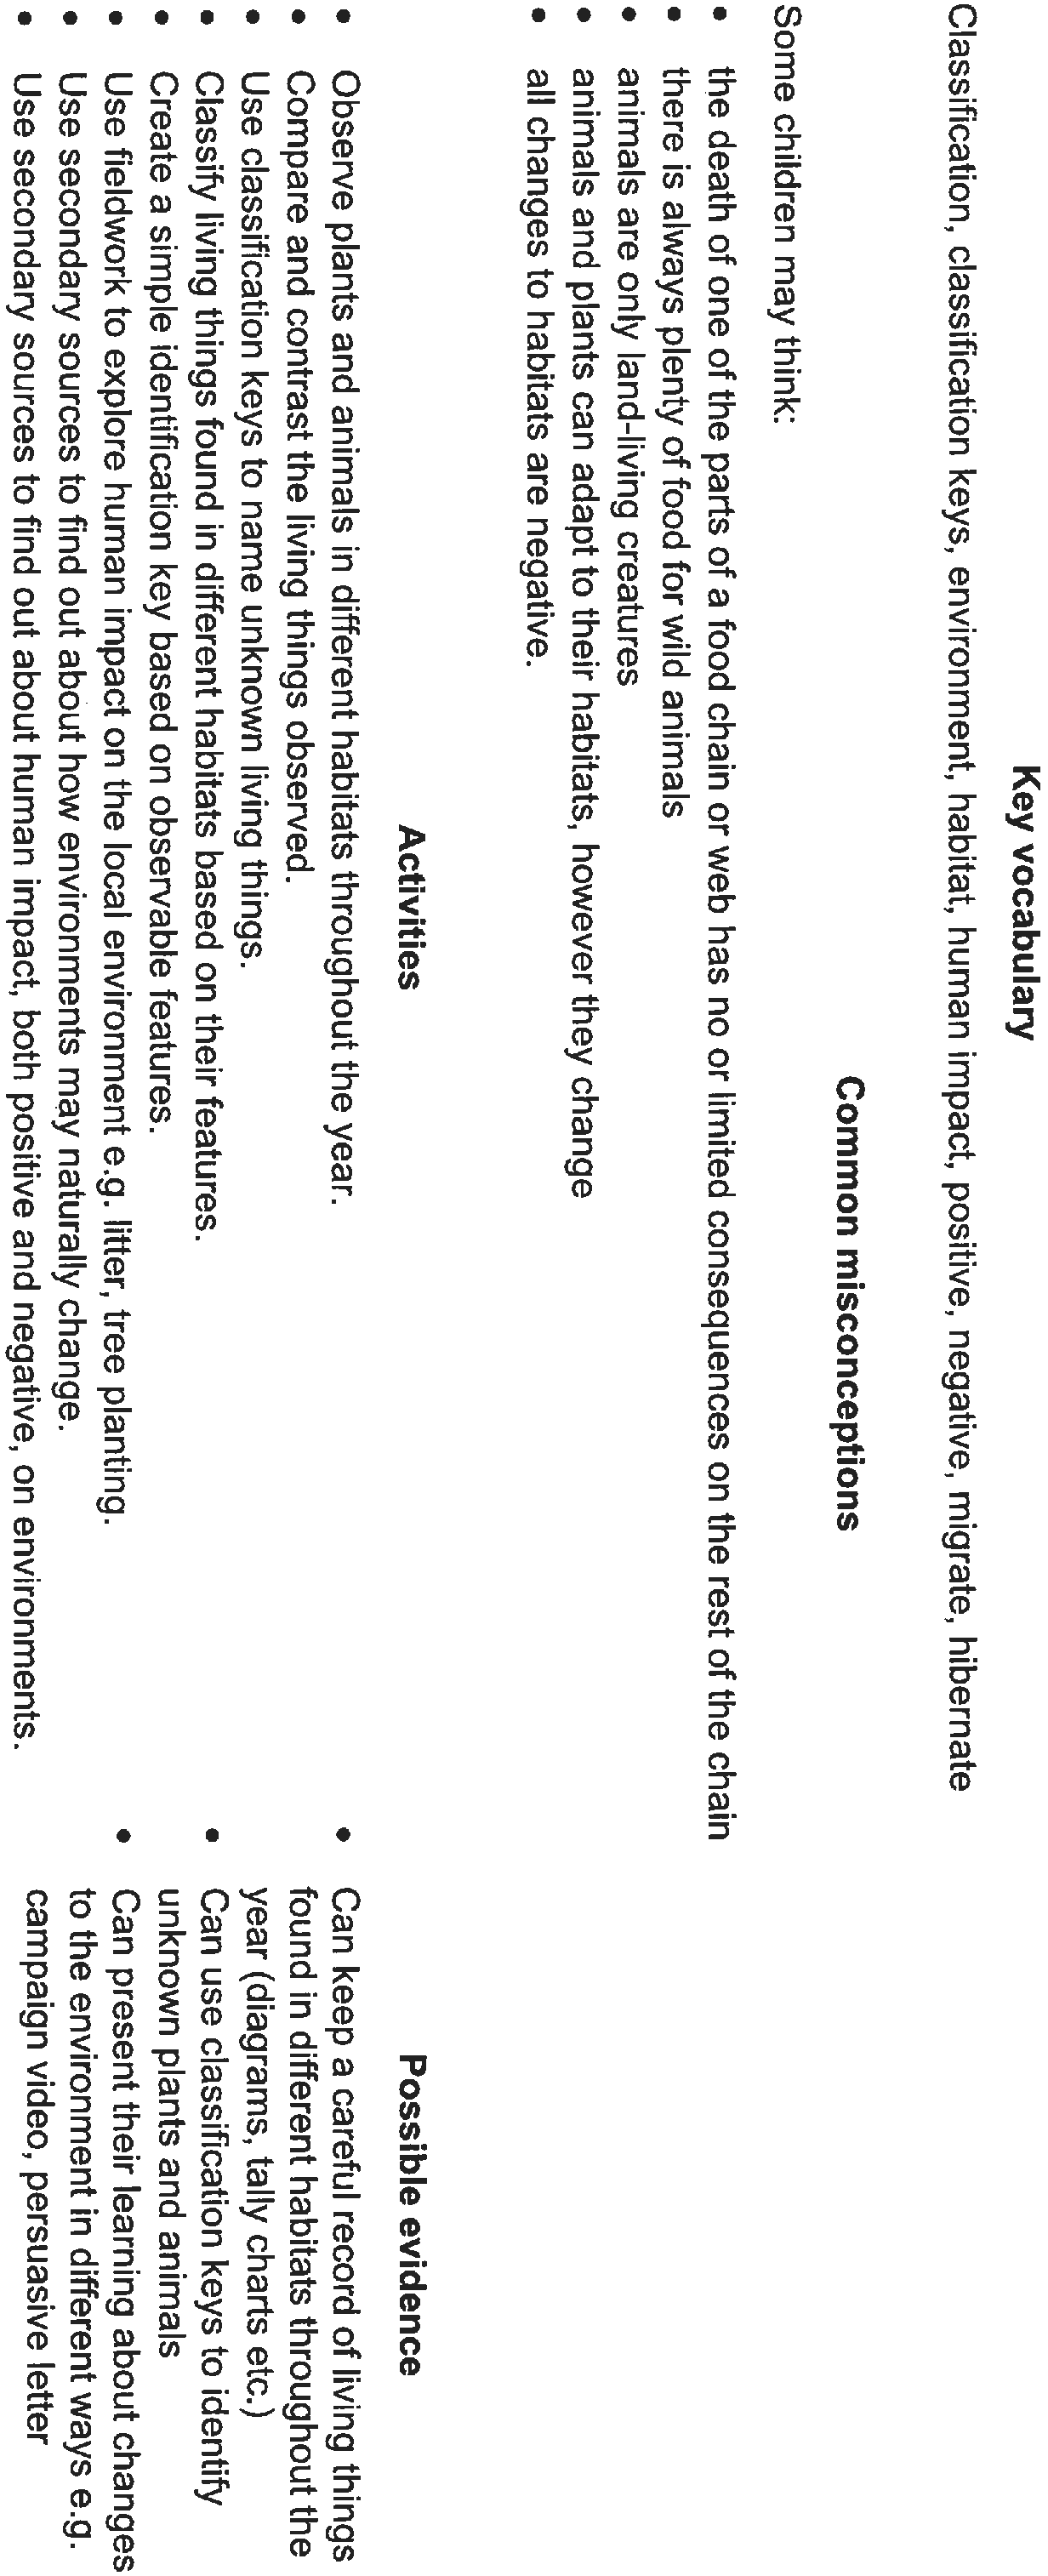 Key vocabulary
Classification, classification keys, environment, habitat, human impact, positive, negative, migrate, hibernate
Common misconceptions
Some children may think:
• the death of one of the parts of a food chain or web has no or limited consequences on the rest of the chain
• there is always plenty of food for wild animals
• animals are only land-living creatures
• animals and plants can adapt to their habitats, however they change
• all changes to habitats are negative.
Activities
• Observe plants and animals in different habitats throughout the year.
• Compare and contrast the living things observed.
• Use classification keys to name unknown living things.
• Classify living things found in different habitats based on their features.
• Create a simple identification key based on observable features.
• Use fieldwork to explore human impact on the local environment e.g. litter, tree planting.
• Use secondary sources to find out about how environments may naturally change.
• Use secondary sources to find out about human impact, both positive and negative, on environments.
Possible evidence
• Can keep a careful record of living things
found in different habitats throughout the
year (diagrams, tally charts etc.)
• Can use classification keys to identify
unknown plants and animals
• Can present their learning about changes
to the environment in different ways e.g.
campaign video, persuasive letter